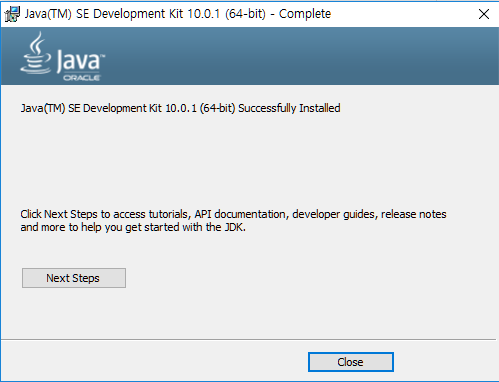 Java(TM) SE Development Kit 10.0.1 (64-bit) - Complete
Java™
ORACLE
Java(TM) SE Development Kit 10.0.1 (64-bit) Successfully Installed
Click Next Steps to access tutorials, API documentation, developer guides, release notes
and more to help you get started with the JDK.
Next Steps
Close